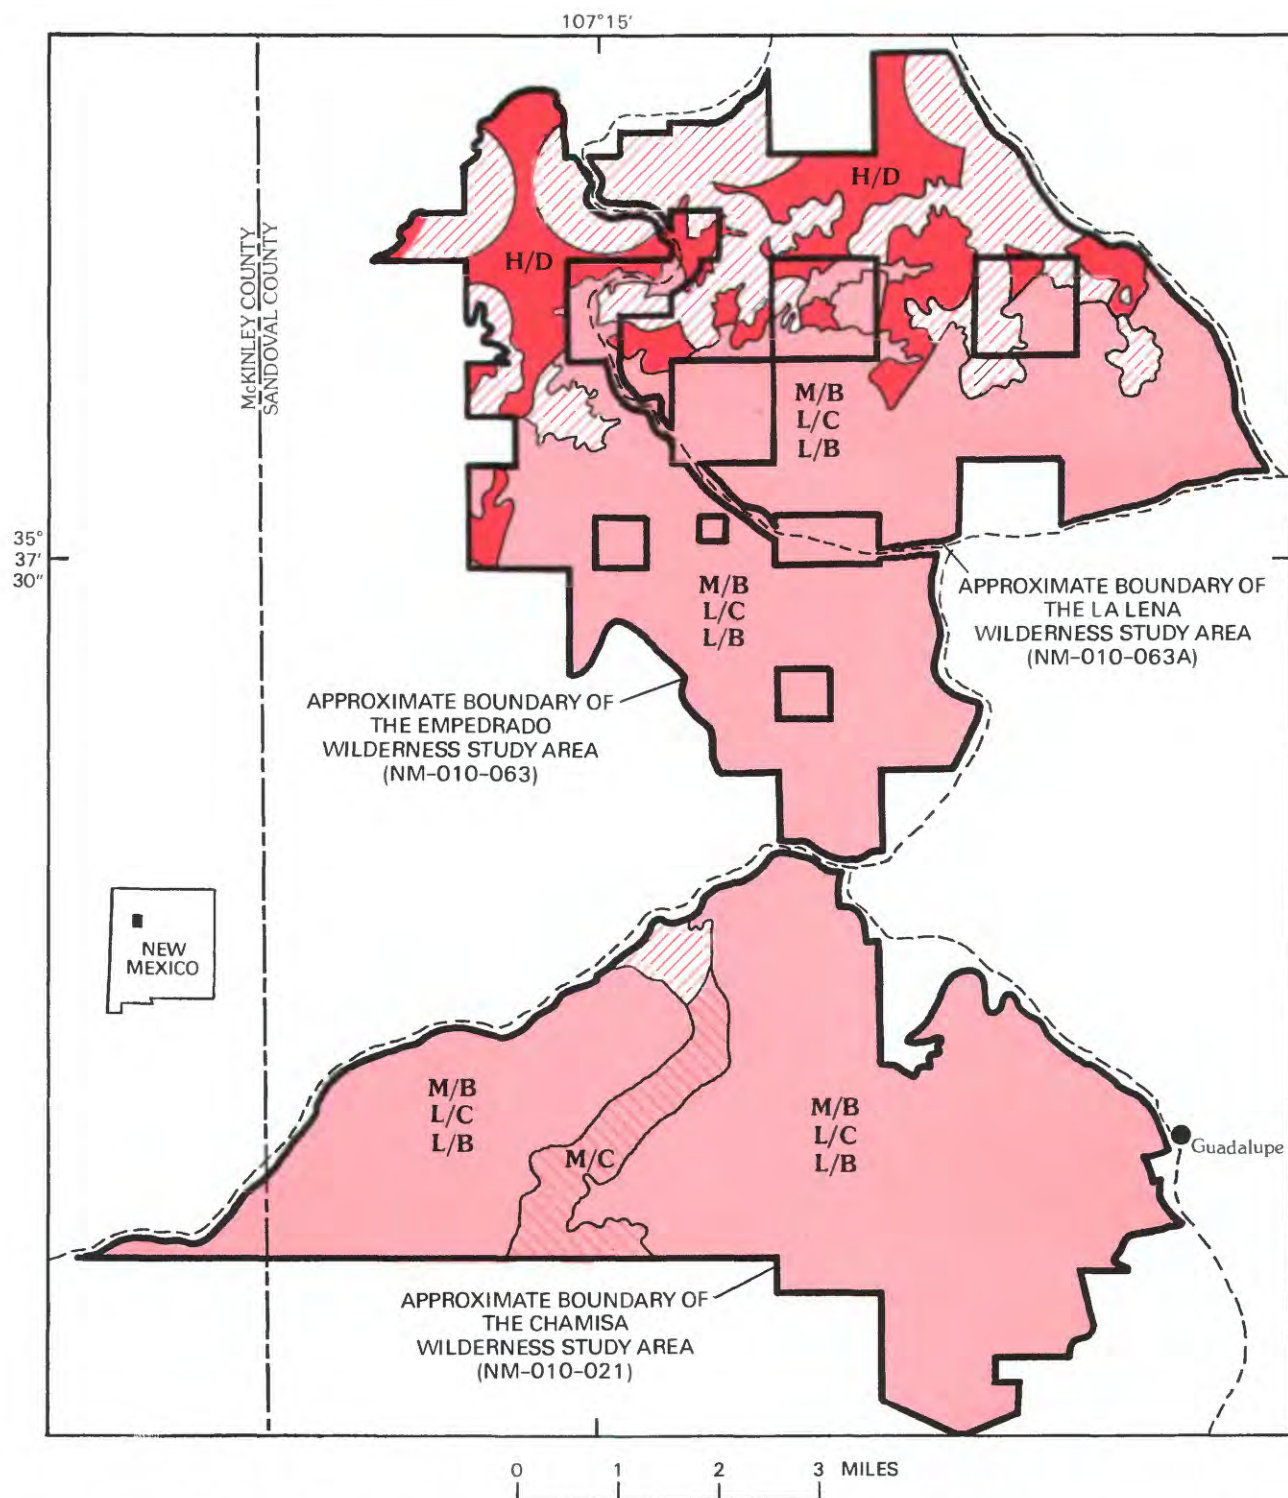 107°15'
H/D
H/D
McKINLEY COUNTY
SANDOVAL COUNTY
M/B
L/C
L/B
35°
37'
30"
M/B
L/C
L/B
APPROXIMATE BOUNDARY OF
THE LA LENA
WILDERNESS STUDY AREA
(NM-010-063A)
APPROXIMATE BOUNDARY OF
THE EMPEDRADO
WILDERNESS STUDY AREA
(NM-010-063)
NEW
MEXICO
M/B
L/C
L/B
M/B
L/C
L/B
M/C
Guadalupe
APPROXIMATE BOUNDARY OF
THE CHAMISA
WILDERNESS STUDY AREA
(NM-010-021)
0 1 2 3 MILES